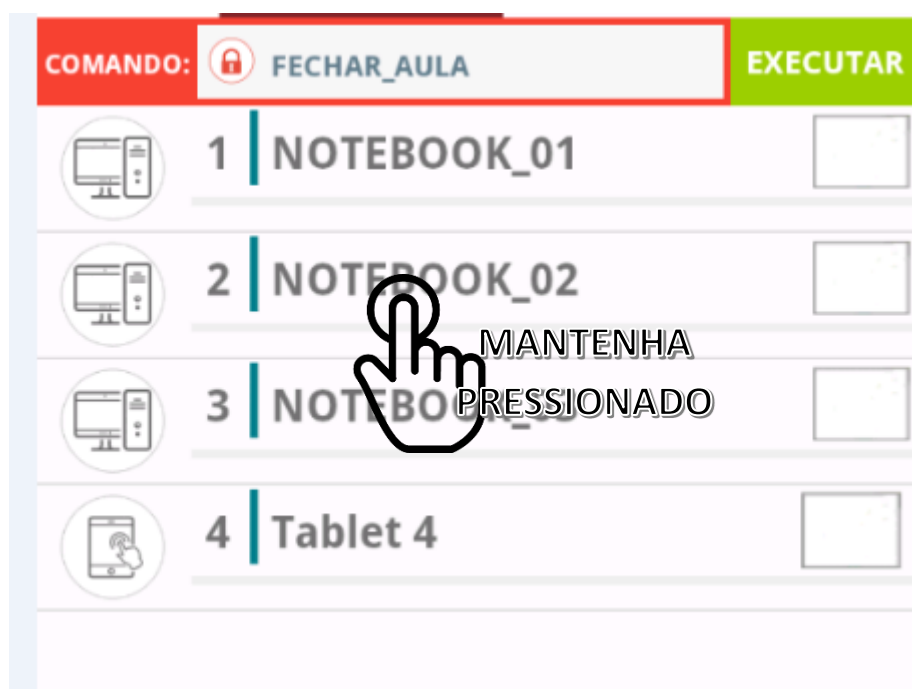 COMANDO: FECHAR_AULA EXECUTAR
1 NOTEBOOK_01
2 NOTEBOOK_02
MANTENHA
3 PRESSIONADO
4 Tablet 4